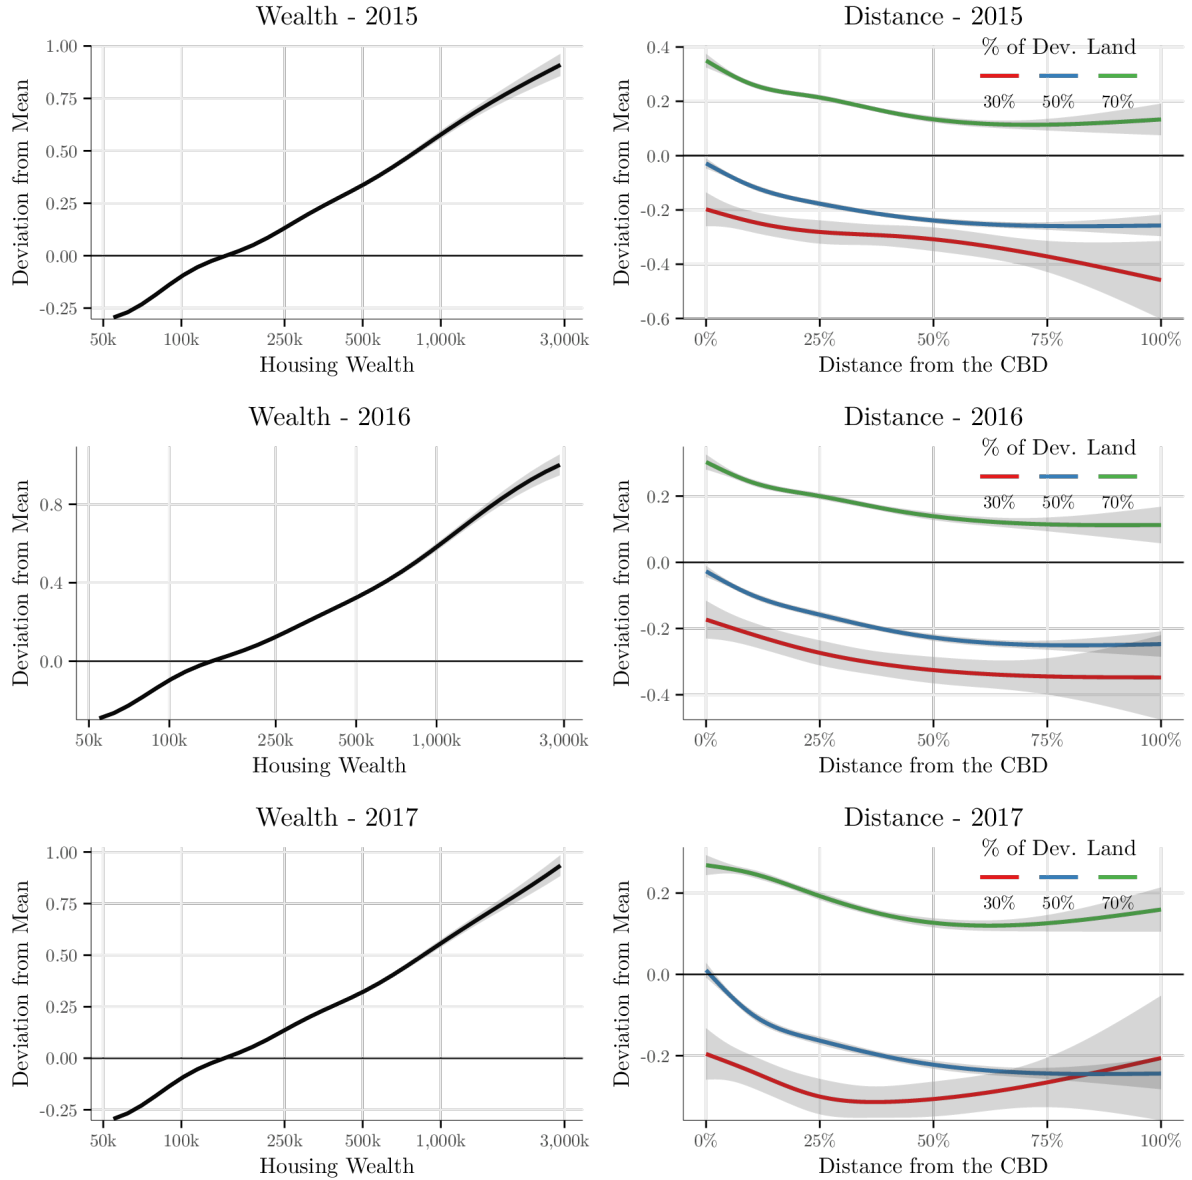 Wealth - 2015
1.00
0.75
0.50
0.25
0.00
-0.25
Deviation from Mean
50k 100k 250k 500k 1,000k 3,000k
Housing Wealth
Distance - 2015
% of Dev. Land
30% 50% 70%
0.4
0.2
0.0
-0.2
-0.4
-0.6
Deviation from Mean
0% 25% 50% 75% 100%
Distance from the CBD
Wealth - 2016
0.8
0.4
0.0
Deviation from Mean
50k 100k 250k 500k 1,000k 3,000k
Housing Wealth
Distance - 2016
% of Dev. Land
30% 50% 70%
0.2
0.0
-0.2
-0.4
Deviation from Mean
0% 25% 50% 75% 100%
Distance from the CBD
Wealth - 2017
1.00
0.75
0.50
0.25
0.00
-0.25
Deviation from Mean
50k 100k 250k 500k 1,000k 3,000k
Housing Wealth
Distance - 2017
% of Dev. Land
30% 50% 70%
0.2
0.0
-0.2
Deviation from Mean
0% 25% 50% 75% 100%
Distance from the CBD